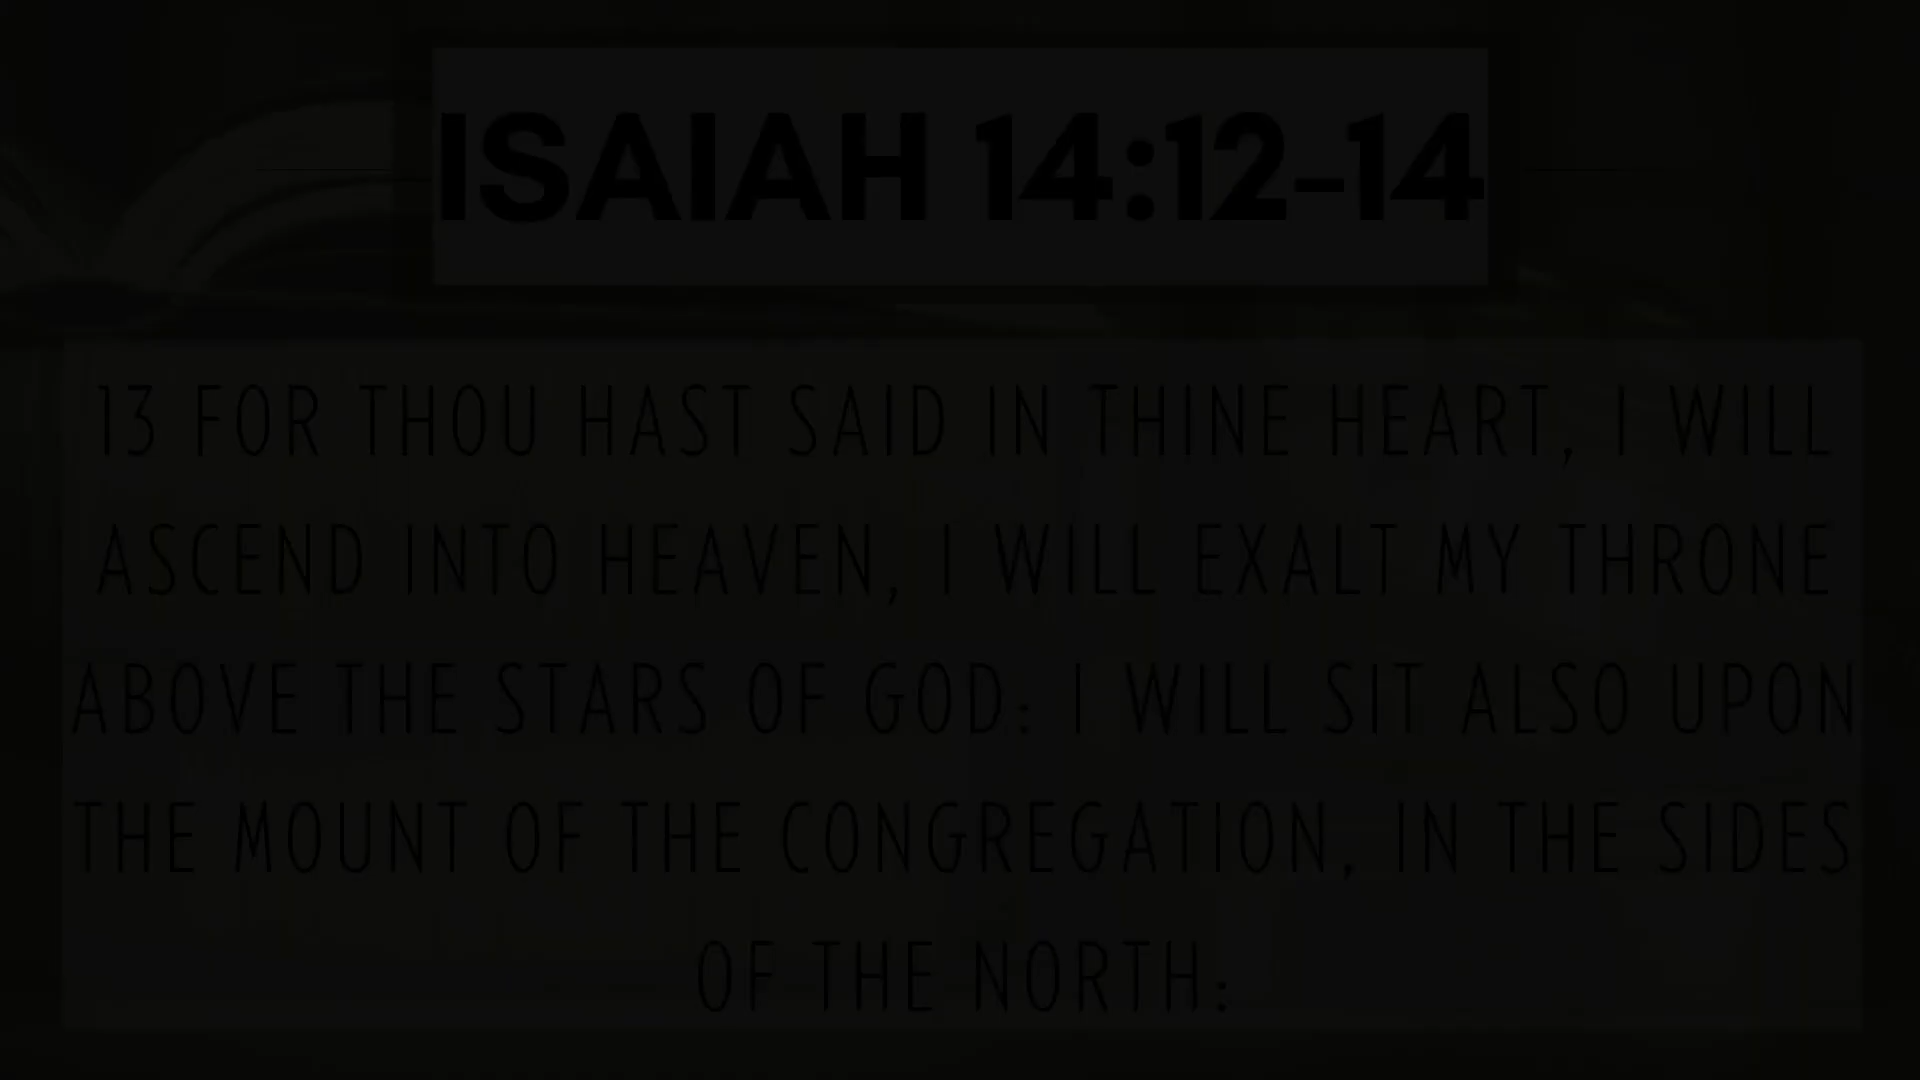 ISAIAH 14:12-14
13 FOR THOU HAST SAID IN THINE HEART, I WILL
ASCEND INTO HEAVEN, I WILL EXALT MY THRONE
ABOVE THE STARS OF GOD: I WILL SIT ALSO UPON
THE MOUNT OF THE CONGREGATION, IN THE SIDES
OF THE NORTH: